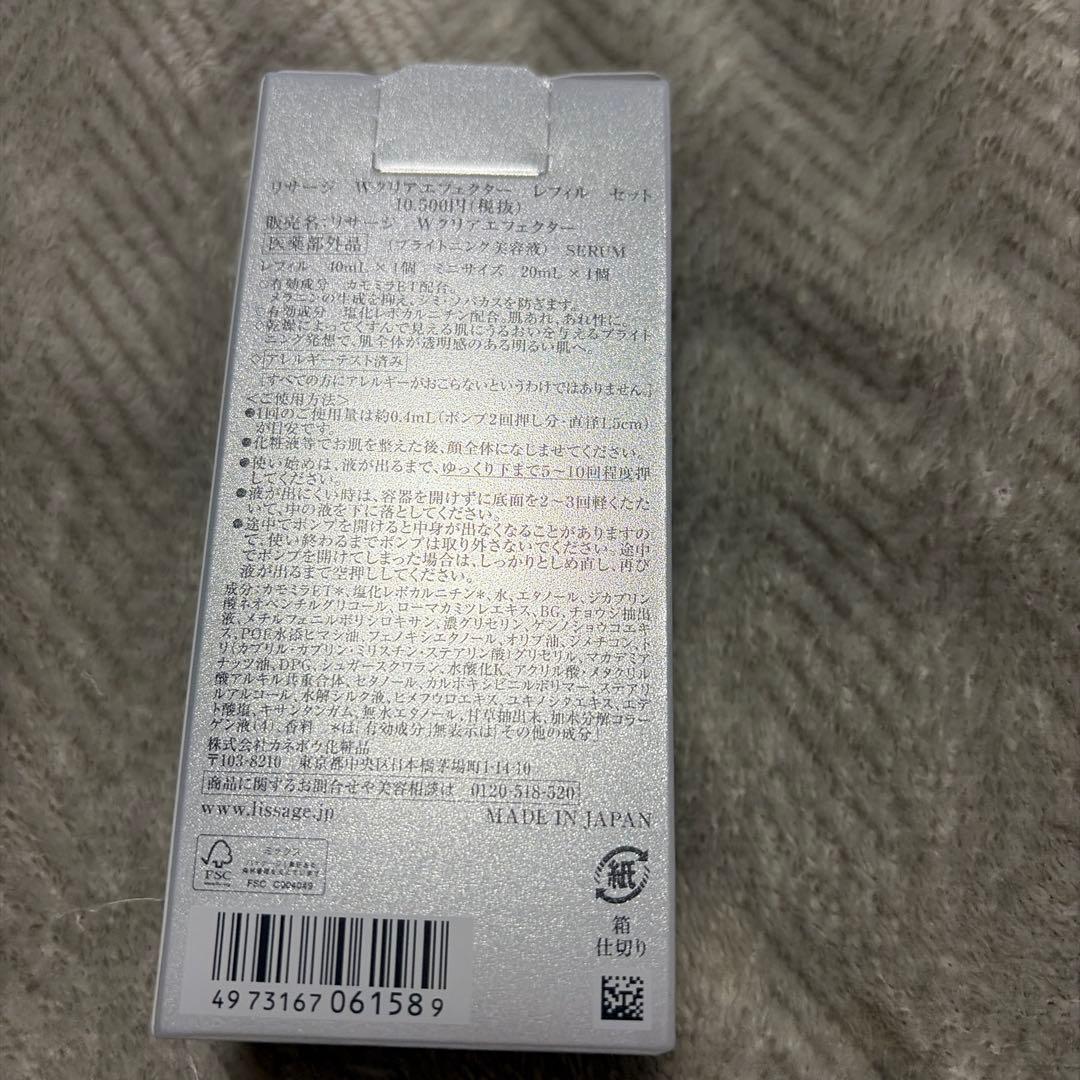 リサージ Wクリアエフェクター レフィル セット
10,500円(税抜)
販売名:リサージ Wクリアエフェクター
医薬部外品 (ブライトニング美容液) SERUM
レフィル 40mL×1個 ミニサイズ 20mL×1個
◇有効成分 カモミラET配合。
メラニンの生成を抑え、シミ・ソバカスを防ぎます。
◇有効成分 塩化レボカルニチン配合。肌あれ、あれ性に。
◇乾燥によってくすんで見える肌にうるおいを与えるブライト
ニング発想で、肌全体が透明感のある明るい肌へ。
◇アレルギーテスト済み
[すべての方にアレルギーがおこらないというわけではありません。]
<ご使用方法>
●1回のご使用量は約0.4mL(ポンプ2回押し分・直径1.5cm)
が目安です。
●化粧液等でお肌を整えた後、顔全体になじませてください。
●使い始めは、液が出るまで、ゆっくり下まで5~10回程度押
してください。
●液が出にくい時は、容器を開けずに底面を2~3回軽くたた
いて、中の液を下に落としてください。
●途中でポンプを開けると中身が出なくなることがありますの
で、使い終わるまでポンプは取り外さないでください。途中
でポンプを開けてしまった場合は、しっかりとしめ直し、再び
液が出るまで空押ししてください。
成分:カモミラET*、塩化レボカルニチン*、水、エタノール、ジカプリン
酸ネオペンチルグリコール、ローマカミツレエキス、BG、チョウジ抽出
液、メチルフェニルポリシロキサン、濃グリセリン、ゲンノショウコエキ
ス、POE水添ヒマシ油、フェノキシエタノール、オリブ油、ジメチコン、ト
リ(カプリル・カプリン・ミリスチン・ステアリン酸)グリセリル、マカデミア
ナッツ油、DPG、シュガースクワラン、水酸化K、アクリル酸・メタクリル
酸アルキル共重合体、セタノール、カルボキシビニルポリマー、ステアリ
ルアルコール、水解シルク液、ヒメフウロエキス、ユキノシタエキス、エデ
ト酸塩、キサンタンガム、無水エタノール、甘草抽出末、加水分解コラー
ゲン液(4)、香料 *は「有効成分」無表示は「その他の成分」
株式会社カネボウ化粧品
〒103-8210 東京都中央区日本橋茅場町1-14-10
商品に関するお問合せや美容相談は 0120-518-520
www.lissage.jp MADE IN JAPAN
FSC
ミックス
FSC C004049
紙
箱
仕切り
4973167061589